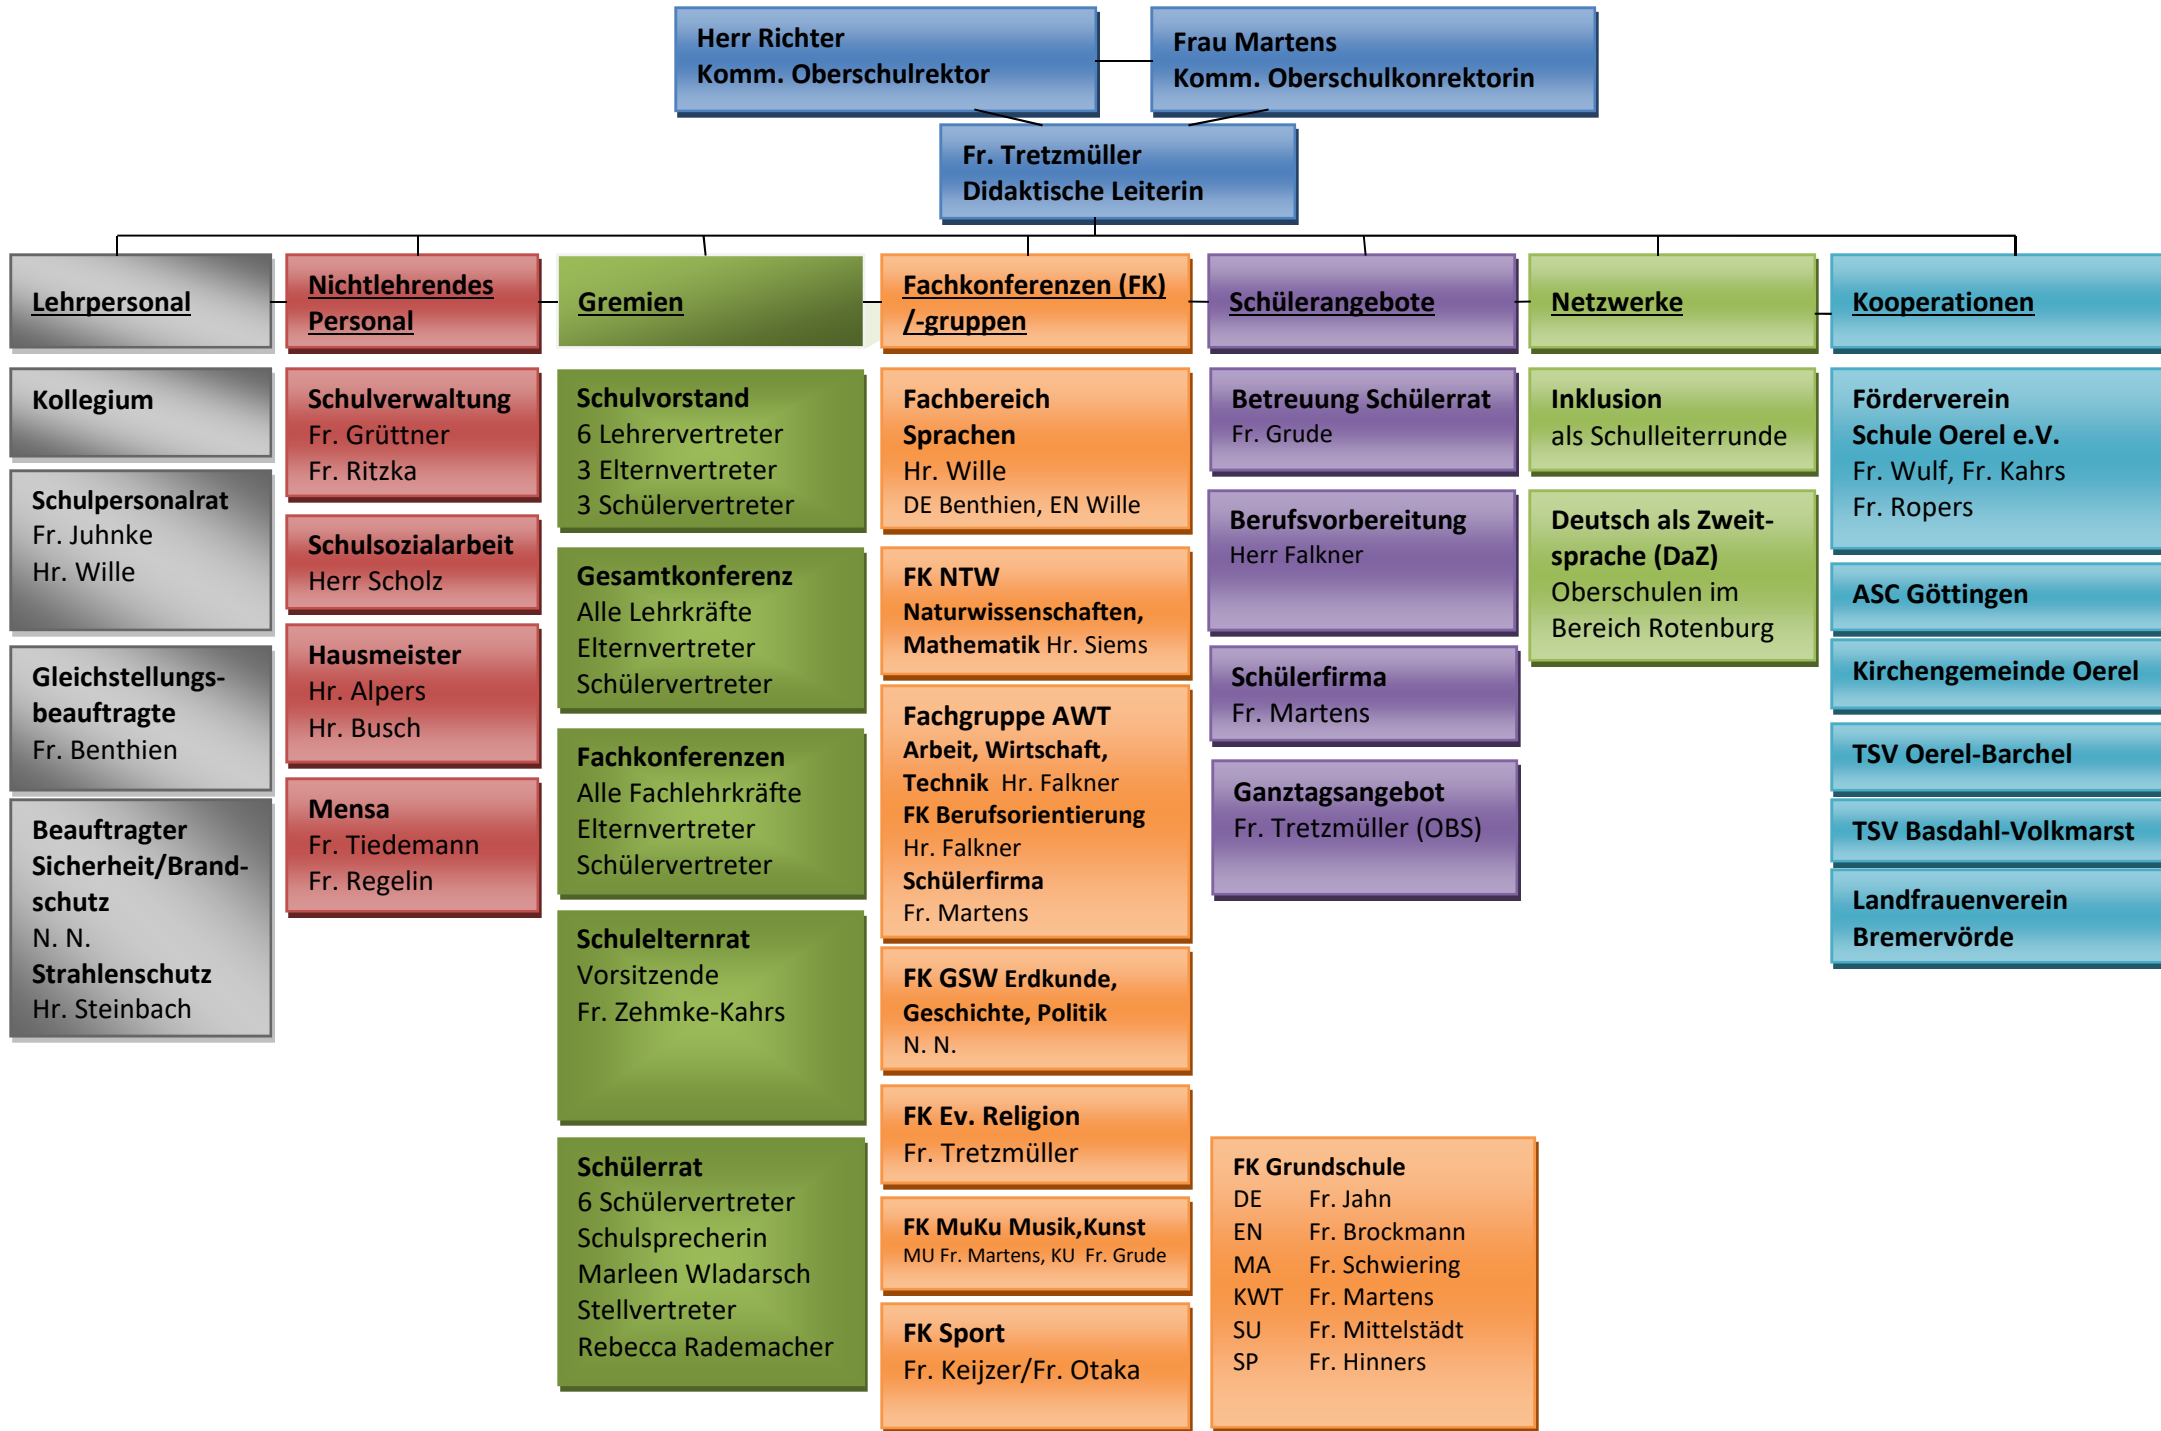 Herr Richter
Komm. Oberschulrektor
Frau Martens
Komm. Oberschulkonrektorin
Fr. Tretzmüller
Didaktische Leiterin
Lehrpersonal
Kollegium
Schulpersonalrat
Fr. Juhnke
Hr. Wille
Gleichstellungs-
beauftragte
Fr. Benthien
Beauftragter
Sicherheit/Brand-
schutz
N. N.
Strahlenschutz
Hr. Steinbach
Nichtlehrendes
Personal
Schulverwaltung
Fr. Grüttner
Fr. Ritzka
Schulsozialarbeit
Herr Scholz
Hausmeister
Hr. Alpers
Hr. Busch
Mensa
Fr. Tiedemann
Fr. Regelin
Gremien
Schulvorstand
6 Lehrervertreter
3 Elternvertreter
3 Schülervertreter
Gesamtkonferenz
Alle Lehrkräfte
Elternvertreter
Schülervertreter
Fachkonferenzen
Alle Fachlehrkräfte
Elternvertreter
Schülervertreter
Schulelternrat
Vorsitzende
Fr. Zehmke-Kahrs
Schülerrat
6 Schülervertreter
Schulsprecherin
Marleen Wladarsch
Stellvertreter
Rebecca Rademacher
Fachkonferenzen (FK)
/-gruppen
Fachbereich
Sprachen
Hr. Wille
DE Benthien, EN Wille
FK NTW
Naturwissenschaften,
Mathematik Hr. Siems
Fachgruppe AWT
Arbeit, Wirtschaft,
Technik Hr. Falkner
FK Berufsorientierung
Hr. Falkner
Schülerfirma
Fr. Martens
FK GSW Erdkunde,
Geschichte, Politik
N. N.
FK Ev. Religion
Fr. Tretzmüller
FK MuKu Musik,Kunst
MU Fr. Martens, KU Fr. Grude
FK Sport
Fr. Keijzer/Fr. Otaka
Schülerangebote
Betreuung Schülerrat
Fr. Grude
Berufsvorbereitung
Herr Falkner
Schülerfirma
Fr. Martens
Ganztagsangebot
Fr. Tretzmüller (OBS)
FK Grundschule
DE Fr. Jahn
EN Fr. Brockmann
MA Fr. Schwiering
KWT Fr. Martens
SU Fr. Mittelstädt
SP Fr. Hinners
Netzwerke
Inklusion
als Schulleiterrunde
Deutsch als Zweit-
sprache (DaZ)
Oberschulen im
Bereich Rotenburg
Kooperationen
Förderverein
Schule Oerel e.V.
Fr. Wulf, Fr. Kahrs
Fr. Ropers
ASC Göttingen
Kirchengemeinde Oerel
TSV Oerel-Barchel
TSV Basdahl-Volkmarst
Landfrauenverein
Bremervörde